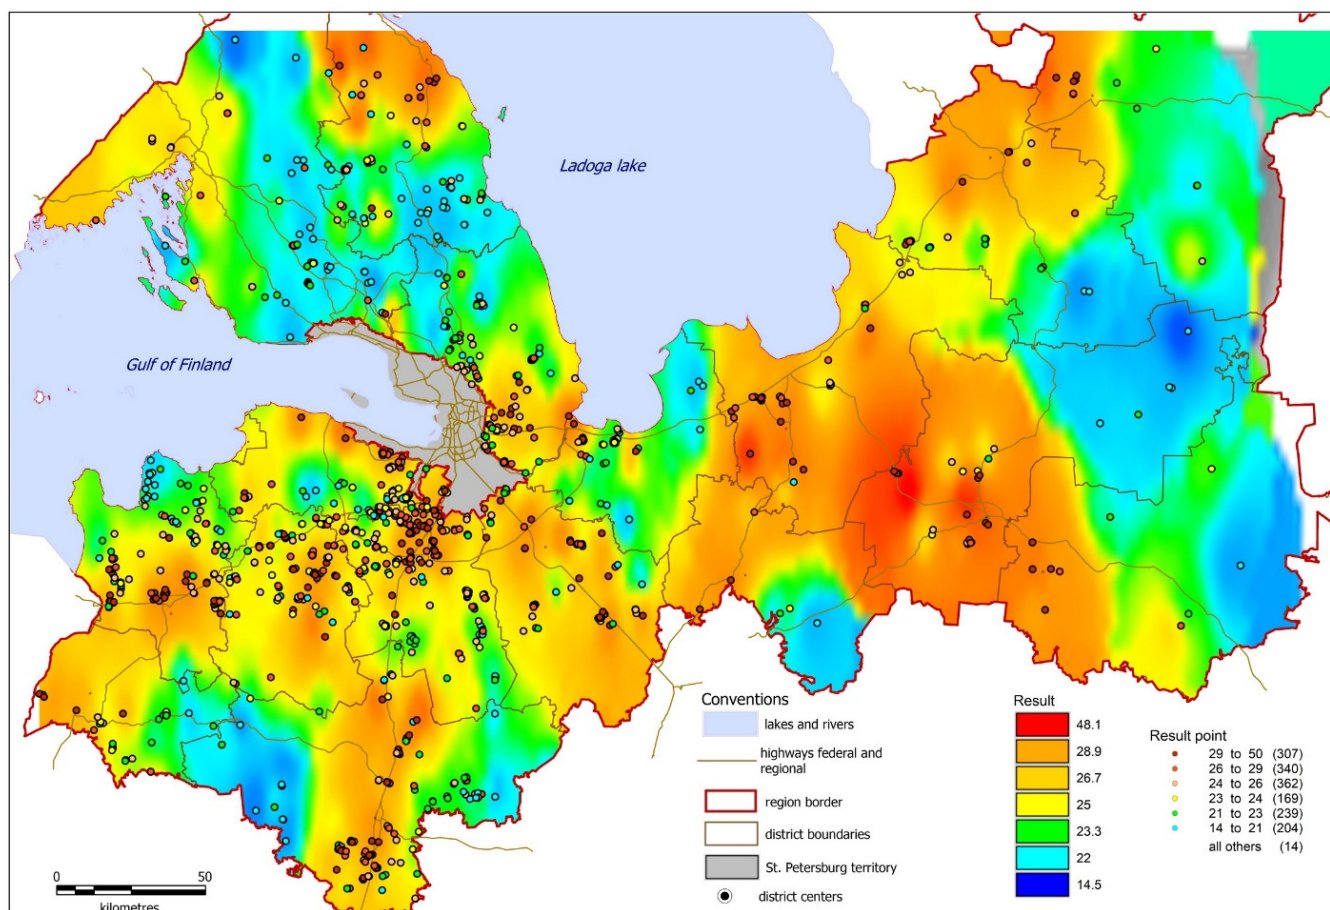 Ladoga lake
Gulf of Finland
Conventions
lakes and rivers
highways federal and
regional
region border
district boundaries
St. Petersburg territory
district centers
Result
48.1
28.9
26.7
25
23.3
22
14.5
Result point
29 to 50 (307)
26 to 29 (340)
24 to 26 (362)
23 to 24 (169)
21 to 23 (239)
14 to 21 (204)
all others (14)
0 50
kilometres